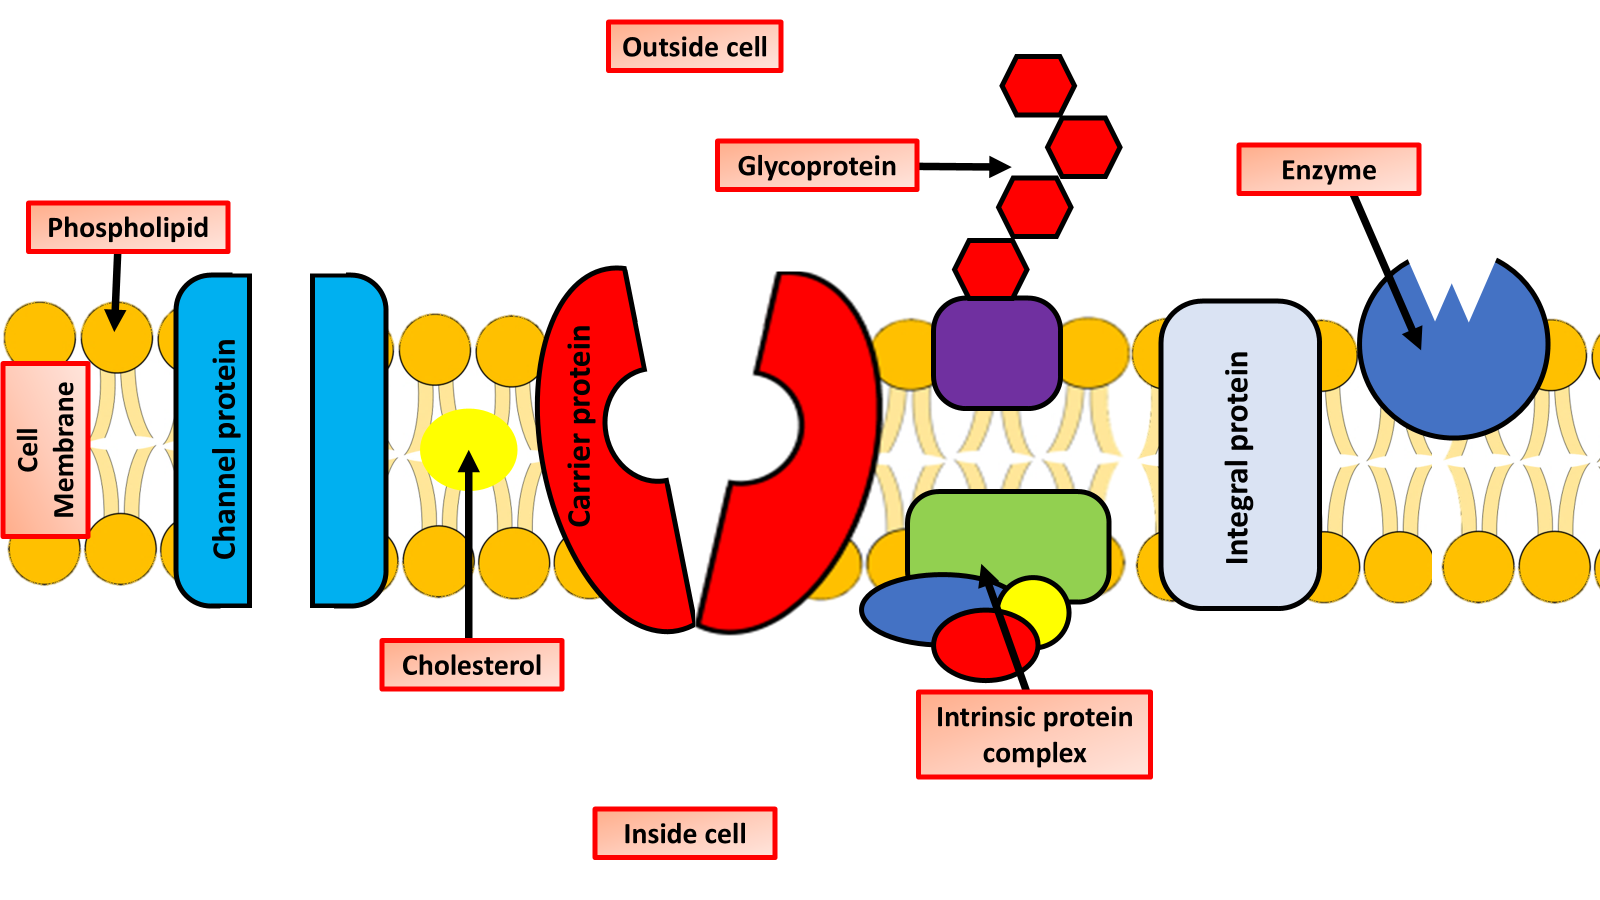 Outside cell
Glycoprotein
Enzyme
Phospholipid
Cell
Membrane
Channel protein
Carrier protein
Integral protein
Cholesterol
Intrinsic protein
complex
Inside cell